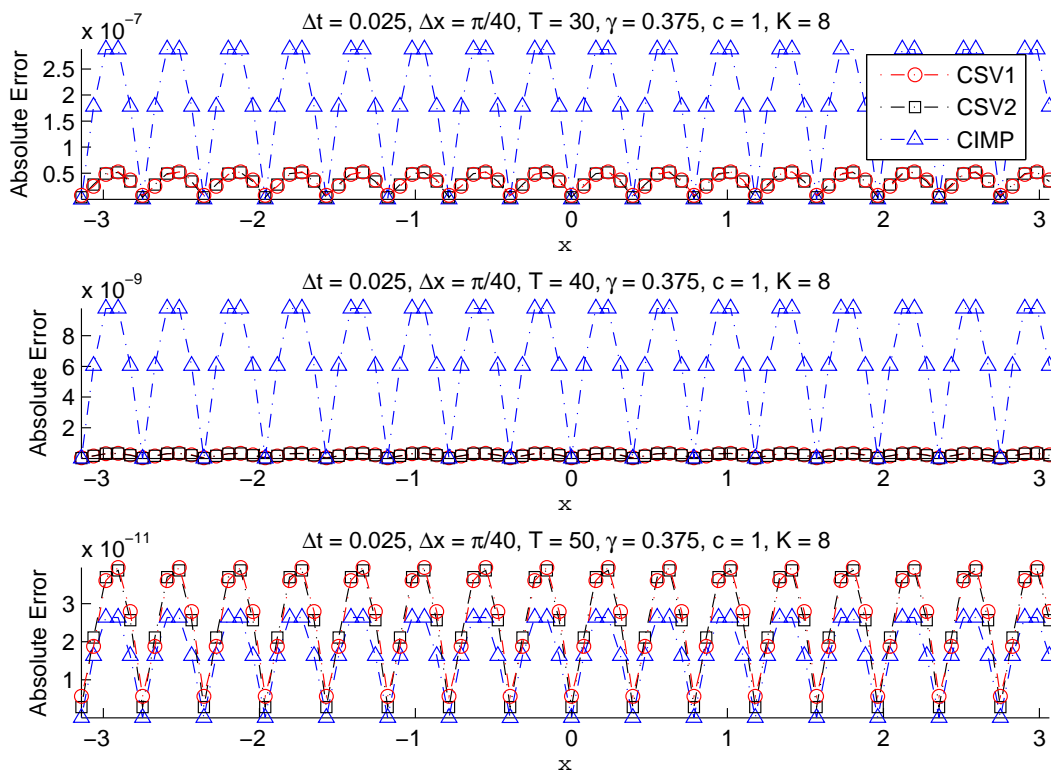 Δt = 0.025, Δx = π/40, T = 30, γ = 0.375, c = 1, K = 8
x 10^-7
2.5
2
1.5
1
0.5
Absolute Error
CSV1
CSV2
CIMP
−3 −2 −1 0 1 2 3
x
Δt = 0.025, Δx = π/40, T = 40, γ = 0.375, c = 1, K = 8
x 10^-9
8
6
4
2
Absolute Error
−3 −2 −1 0 1 2 3
x
Δt = 0.025, Δx = π/40, T = 50, γ = 0.375, c = 1, K = 8
x 10^-11
3
2
1
Absolute Error
−3 −2 −1 0 1 2 3
x